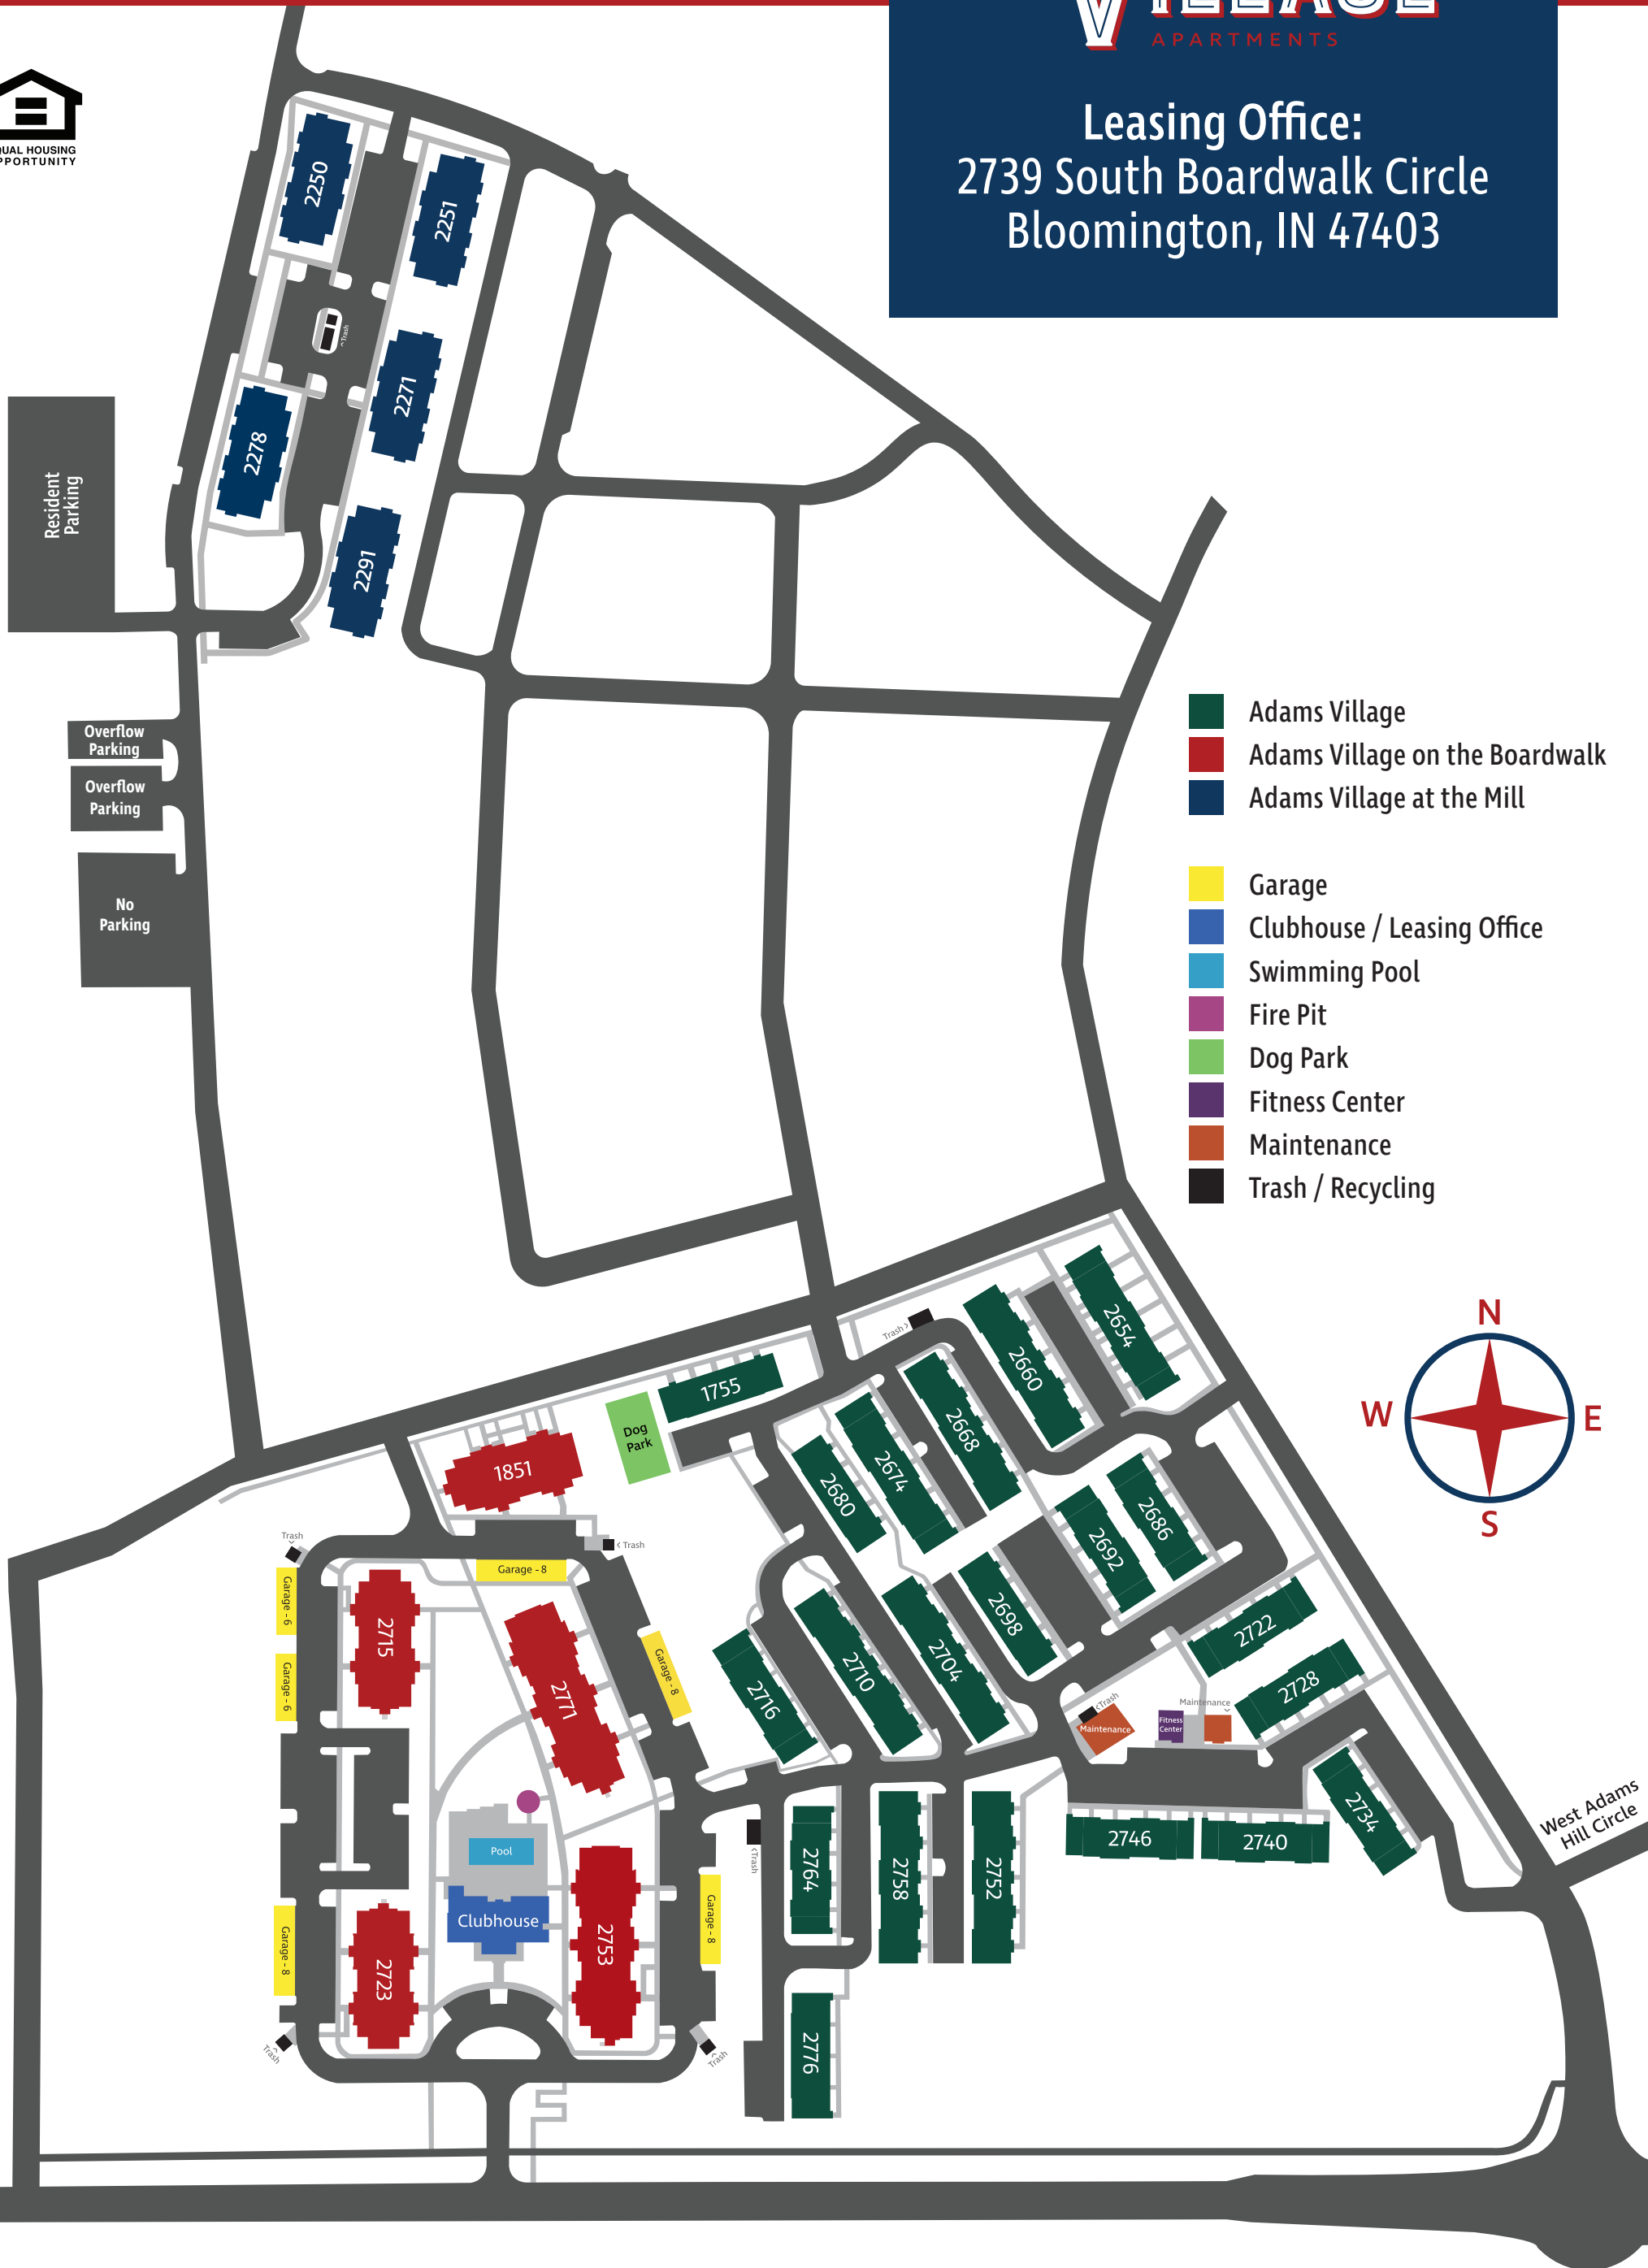 VILLAGE
APARTMENTS
Leasing Office:
2739 South Boardwalk Circle
Bloomington, IN 47403
QUAL HOUSING
PPORTUNITY
2250
2251
<Trash
2271
2278
2291
Resident
Parking
Overflow
Parking
Overflow
Parking
No
Parking
Adams Village
Adams Village on the Boardwalk
Adams Village at the Mill
Garage
Clubhouse / Leasing Office
Swimming Pool
Fire Pit
Dog Park
Fitness Center
Maintenance
Trash / Recycling
N
W
E
S
2654
2660
Trash >
2668
2674
2680
1755
Dog
Park
1851
2686
2692
2698
2704
2710
2716
2722
2728
2734
2740
2746
2752
2758
2764
2776
<Trash
Maintenance
Fitness
Center
Maintenance
<
West Adams
Hill Circle
Trash
<
< Trash
Garage - 8
Garage - 6
Garage - 6
Garage - 8
2715
2771
Garage - 8
Pool
Clubhouse
2753
2723
Garage - 8
<Trash
Trash
<
<
Trash